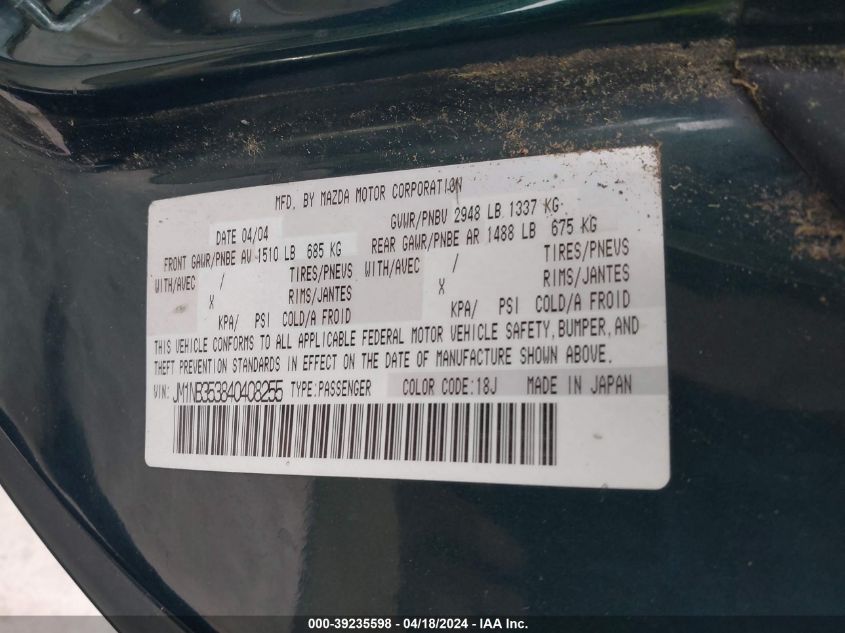 MFD. BY MAZDA MOTOR CORPORATION
DATE 04/04 GVWR/PNBV 2948 LB 1337 KG
FRONT GAWR/PNBE AV 1510 LB 685 KG REAR GAWR/PNBE AR 1488 LB 675 KG
WITH/AVEC / TIRES/PNEUS WITH/AVEC / TIRES/PNEUS
X RIMS/JANTES X RIMS/JANTES
KPA/ PSI COLD/A FROID KPA/ PSI COLD/A FROID
THIS VEHICLE CONFORMS TO ALL APPLICABLE FEDERAL MOTOR VEHICLE SAFETY, BUMPER, AND
THEFT PREVENTION STANDARDS IN EFFECT ON THE DATE OF MANUFACTURE SHOWN ABOVE.
VIN: JM1NB353840408255 TYPE:PASSENGER COLOR CODE:18J MADE IN JAPAN
000-39235598 - 04/18/2024 - IAA Inc.